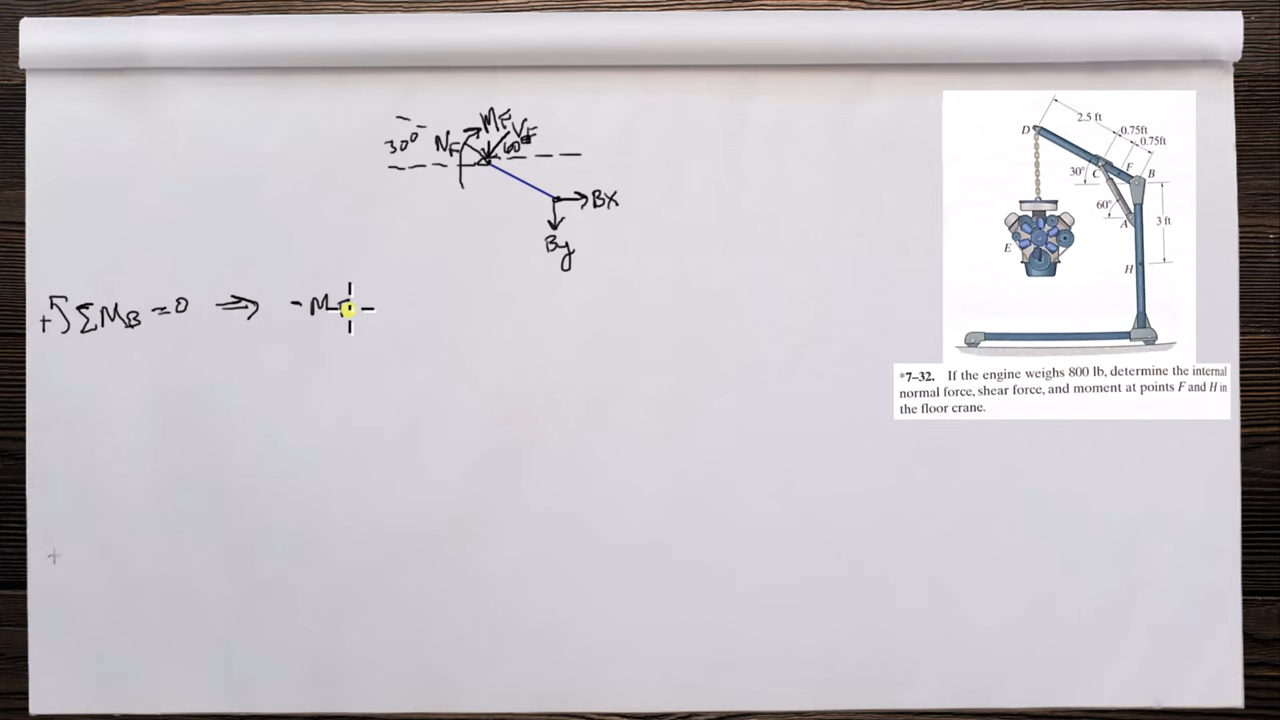 30° NF MF VF 60°
BX
By
+ ΣMB = 0 ⇒ - M
2.5 ft
0.75ft
0.75ft
D
30° C F B
60°
A 3 ft
E
H
*7–32. If the engine weighs 800 lb, determine the internal
normal force, shear force, and moment at points F and H in
the floor crane.